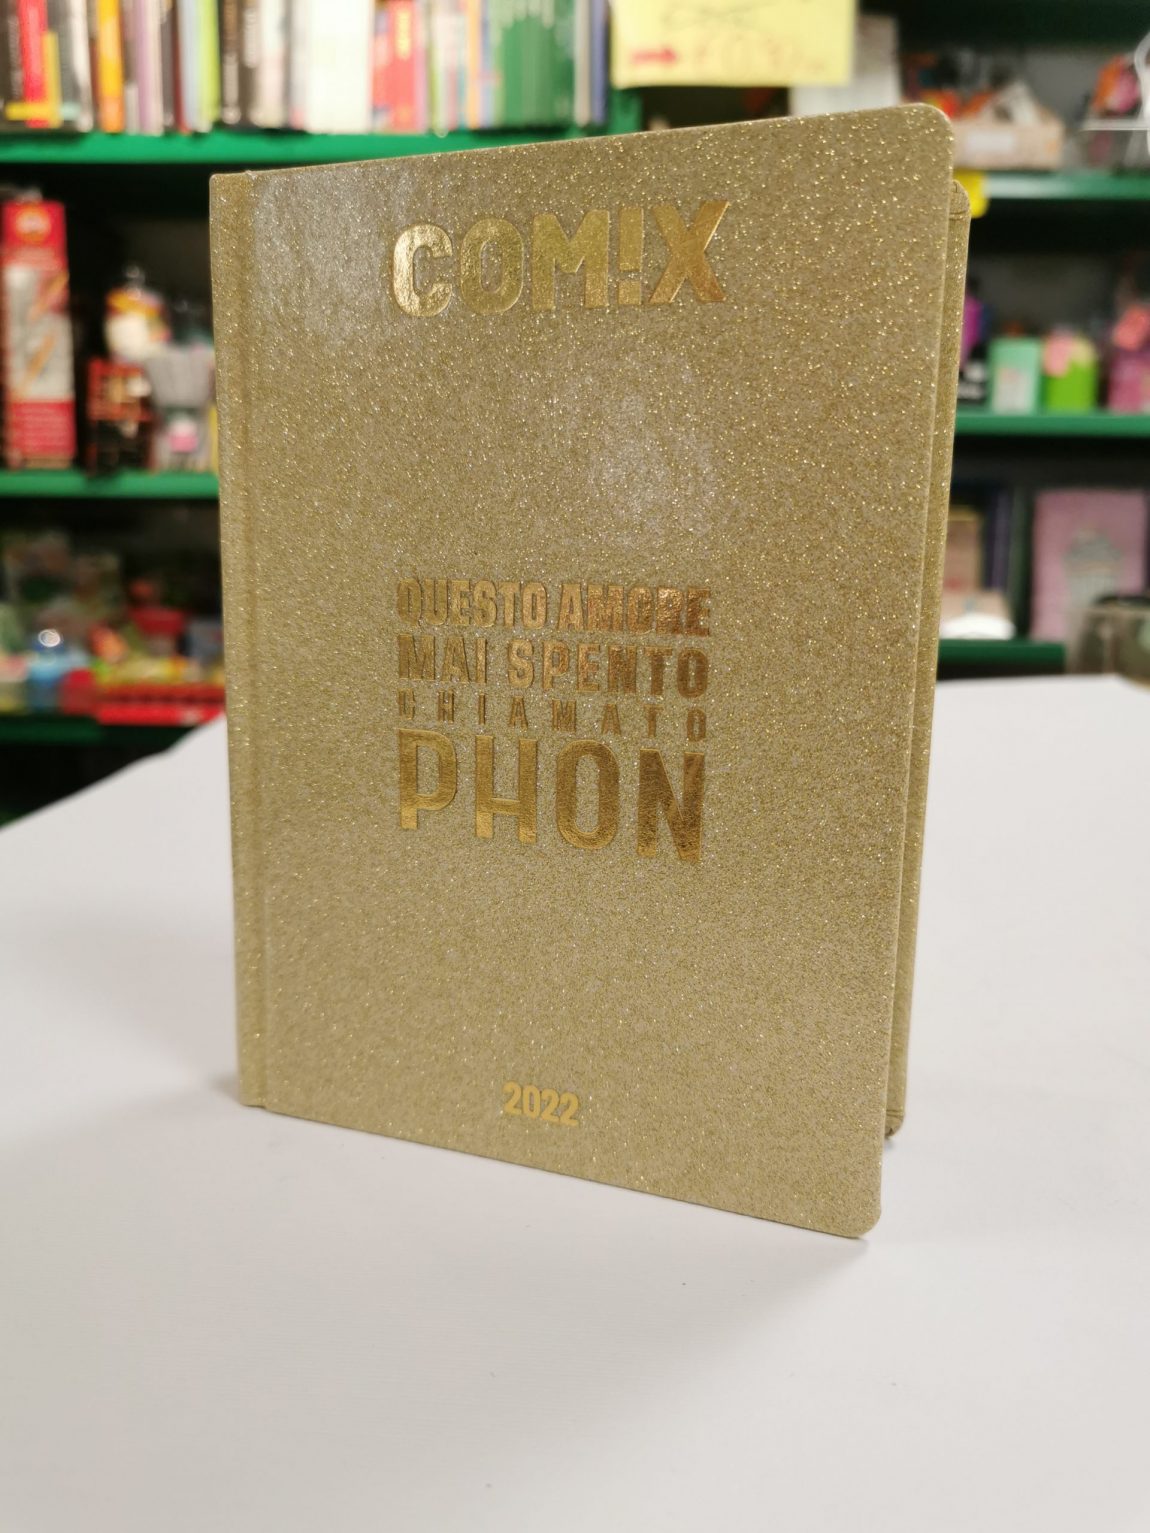 COM!X
QUESTO AMORE
MAI SPENTO
CHIAMATO
PHON
2022